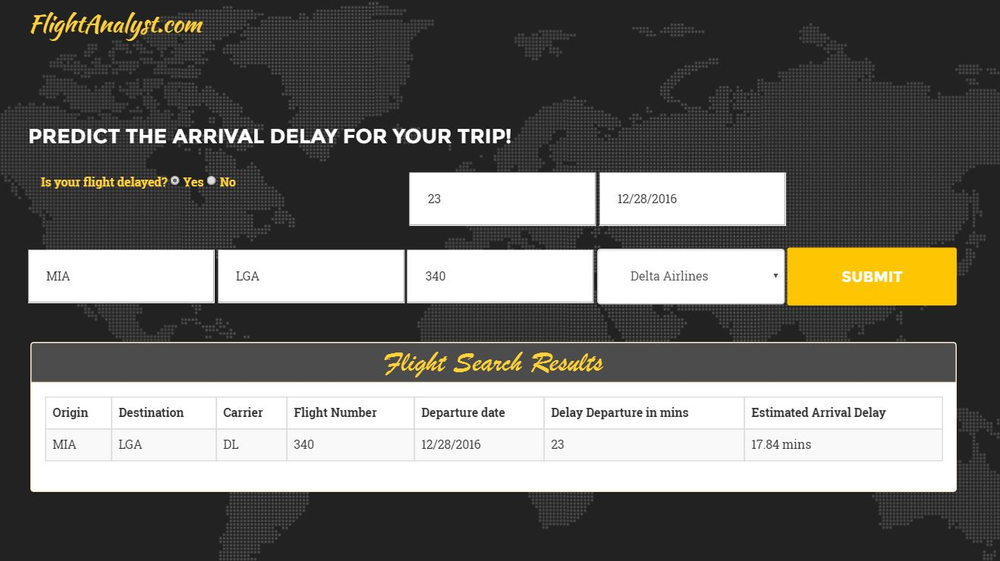 FlightAnalyst.com
PREDICT THE ARRIVAL DELAY FOR YOUR TRIP!
Is your flight delayed? Yes No
23 12/28/2016
MIA LGA 340 Delta Airlines SUBMIT
Flight Search Results
Origin Destination Carrier Flight Number Departure date Delay Departure in mins Estimated Arrival Delay
MIA LGA DL 340 12/28/2016 23 17.84 mins